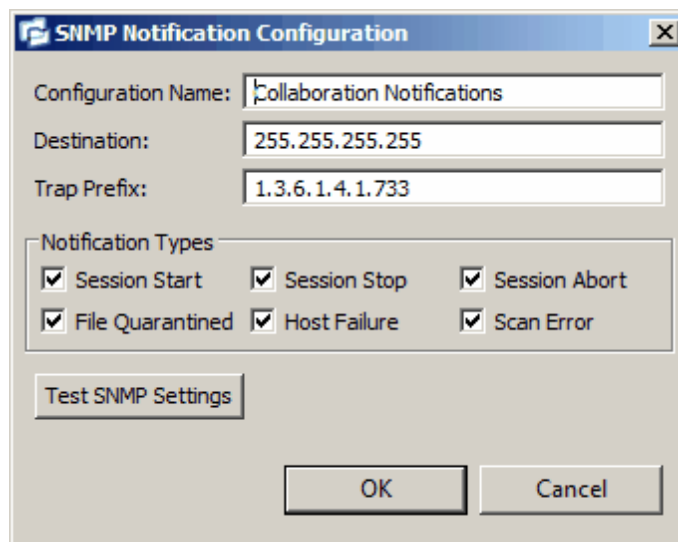 SNMP Notification Configuration
Configuration Name: Collaboration Notifications
Destination: 255.255.255.255
Trap Prefix: 1.3.6.1.4.1.733
Notification Types
Session Start Session Stop Session Abort
File Quarantined Host Failure Scan Error
Test SNMP Settings
OK Cancel